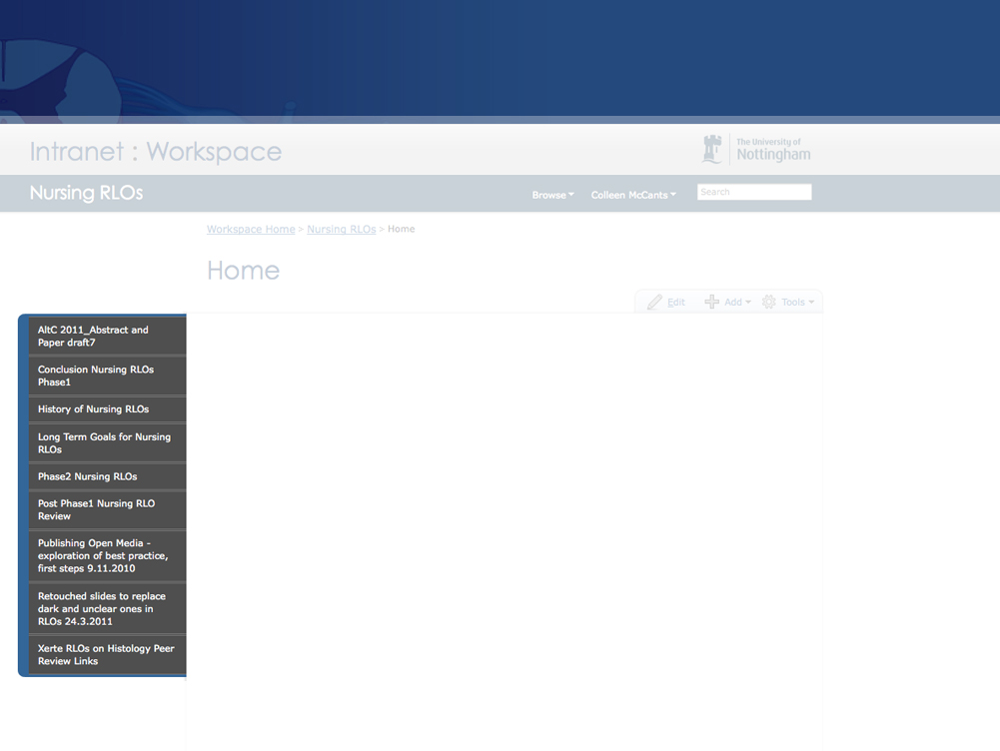 Intranet : Workspace
The University of
Nottingham
Nursing RLOs
Browse
Colleen McCants
Search
Workspace Home > Nursing RLOs > Home
Home
Edit
Add
Tools
AltC 2011_Abstract and
Paper draft7
Conclusion Nursing RLOs
Phase1
History of Nursing RLOs
Long Term Goals for Nursing
RLOs
Phase2 Nursing RLOs
Post Phase1 Nursing RLO
Review
Publishing Open Media -
exploration of best practice,
first steps 9.11.2010
Retouched slides to replace
dark and unclear ones in
RLOs 24.3.2011
Xerte RLOs on Histology Peer
Review Links